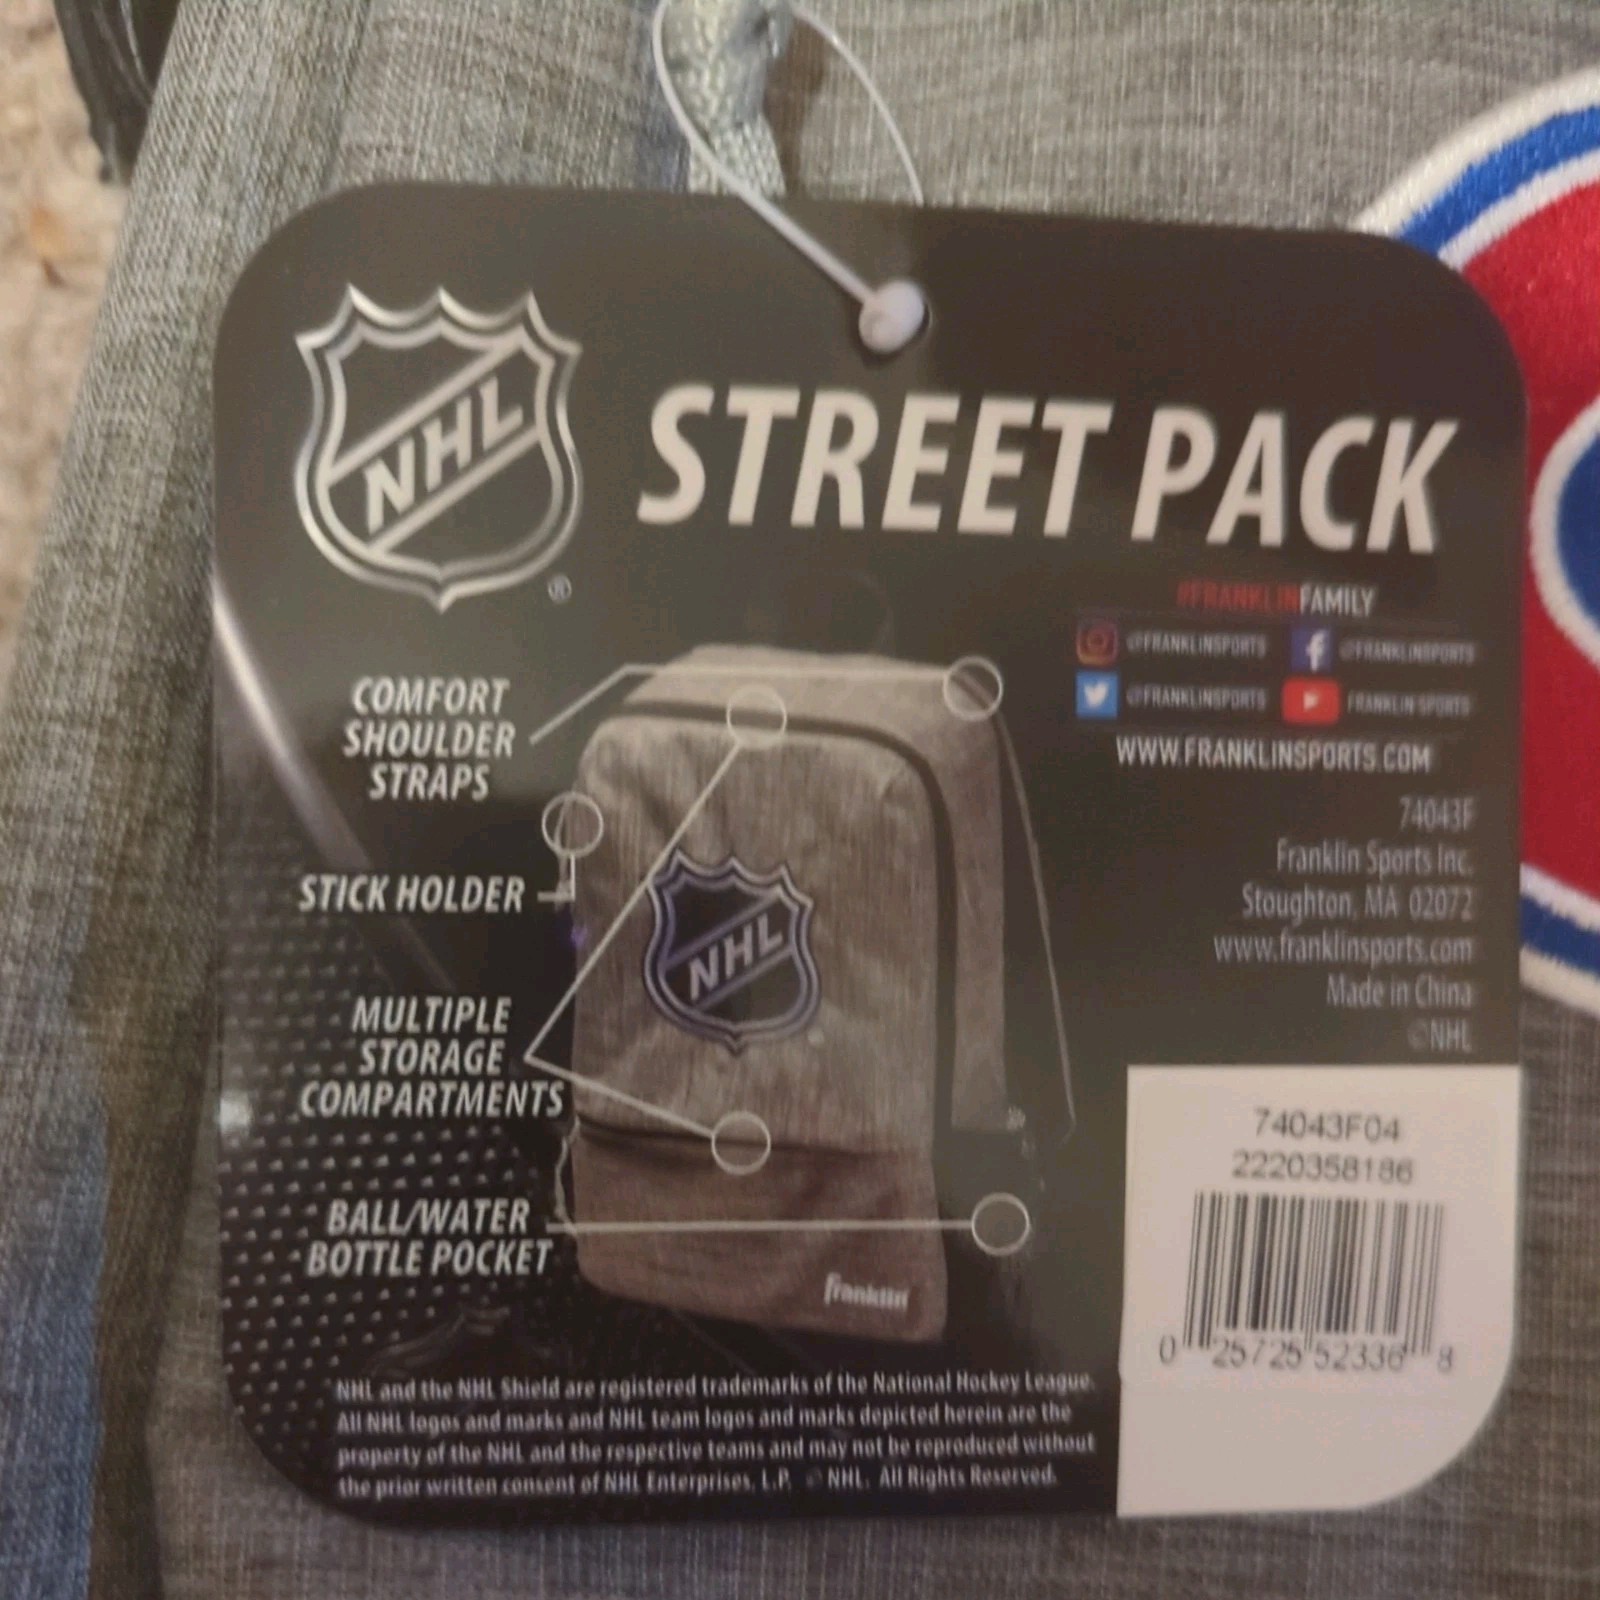 NHL
®
STREET PACK
#FRANKLINFAMILY
@FRANKLINSPORTS @FRANKLINSPORTS
@FRANKLINSPORTS FRANKLIN SPORTS
WWW.FRANKLINSPORTS.COM
COMFORT
SHOULDER
STRAPS
STICK HOLDER
MULTIPLE
STORAGE
COMPARTMENTS
BALL/WATER
BOTTLE POCKET
NHL
Franklin
74043F
Franklin Sports Inc.
Stoughton, MA 02072
www.franklinsports.com
Made in China
©NHL
74043F04
2220358186
0 25725 52336 8
NHL and the NHL Shield are registered trademarks of the National Hockey League.
All NHL logos and marks and NHL team logos and marks depicted herein are the
property of the NHL and the respective teams and may not be reproduced without
the prior written consent of NHL Enterprises, L.P. © NHL. All Rights Reserved.